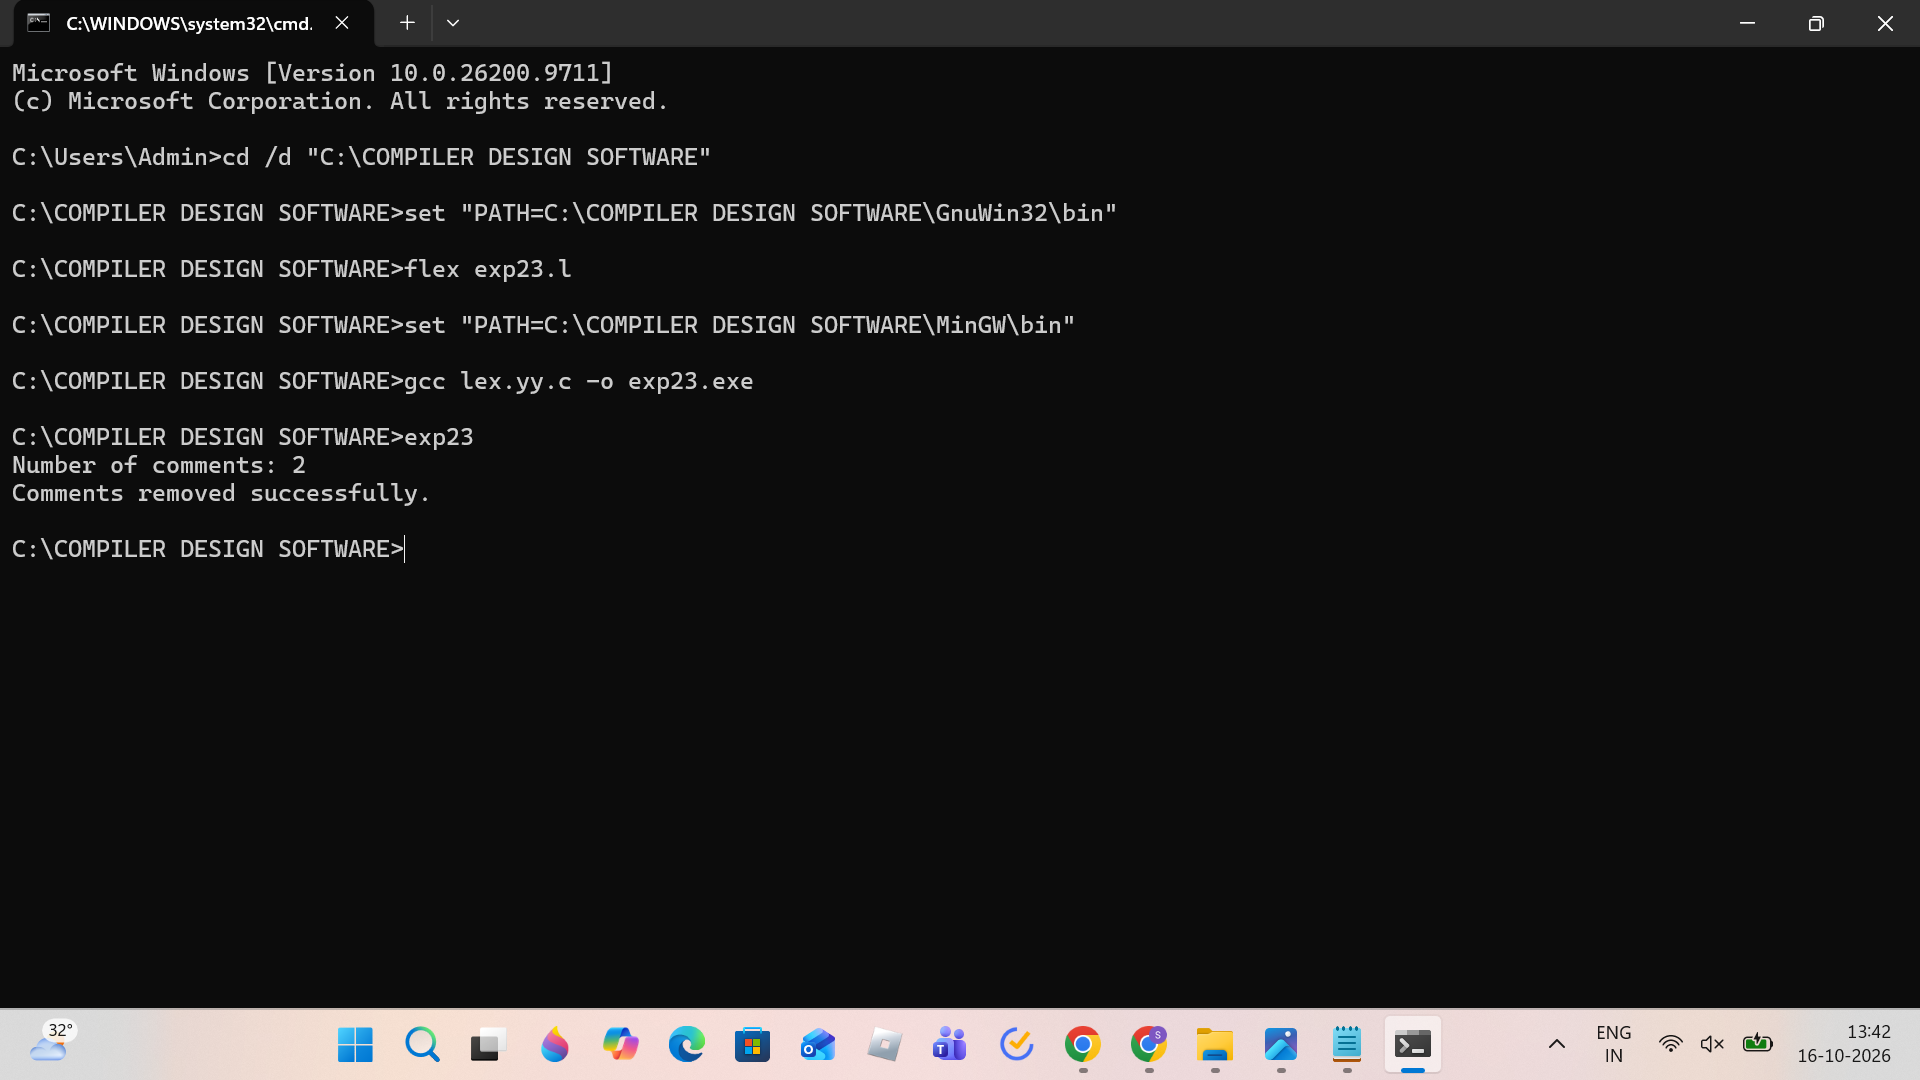 C:\WINDOWS\system32\cmd.
Microsoft Windows [Version 10.0.26200.9711]
(c) Microsoft Corporation. All rights reserved.
C:\Users\Admin>cd /d "C:\COMPILER DESIGN SOFTWARE"
C:\COMPILER DESIGN SOFTWARE>set "PATH=C:\COMPILER DESIGN SOFTWARE\GnuWin32\bin"
C:\COMPILER DESIGN SOFTWARE>flex exp23.l
C:\COMPILER DESIGN SOFTWARE>set "PATH=C:\COMPILER DESIGN SOFTWARE\MinGW\bin"
C:\COMPILER DESIGN SOFTWARE>gcc lex.yy.c -o exp23.exe
C:\COMPILER DESIGN SOFTWARE>exp23
Number of comments: 2
Comments removed successfully.
C:\COMPILER DESIGN SOFTWARE>
32°
S
ENG
IN
13:42
16-10-2026